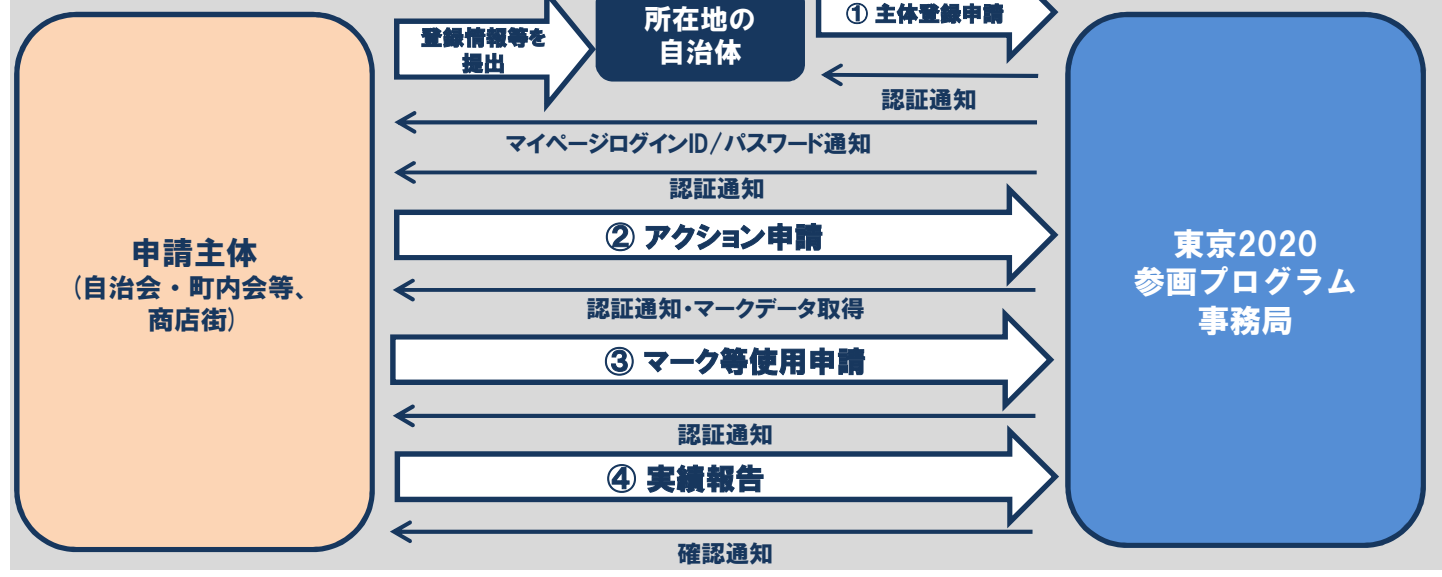 所在地の
自治体
① 主体登録申請
登録情報等を
提出
認証通知
マイページログインID/パスワード通知
認証通知
② アクション申請
認証通知・マークデータ取得
③ マーク等使用申請
認証通知
④ 実績報告
確認通知
申請主体
(自治会・町内会等、
商店街)
東京2020
参画プログラム
事務局